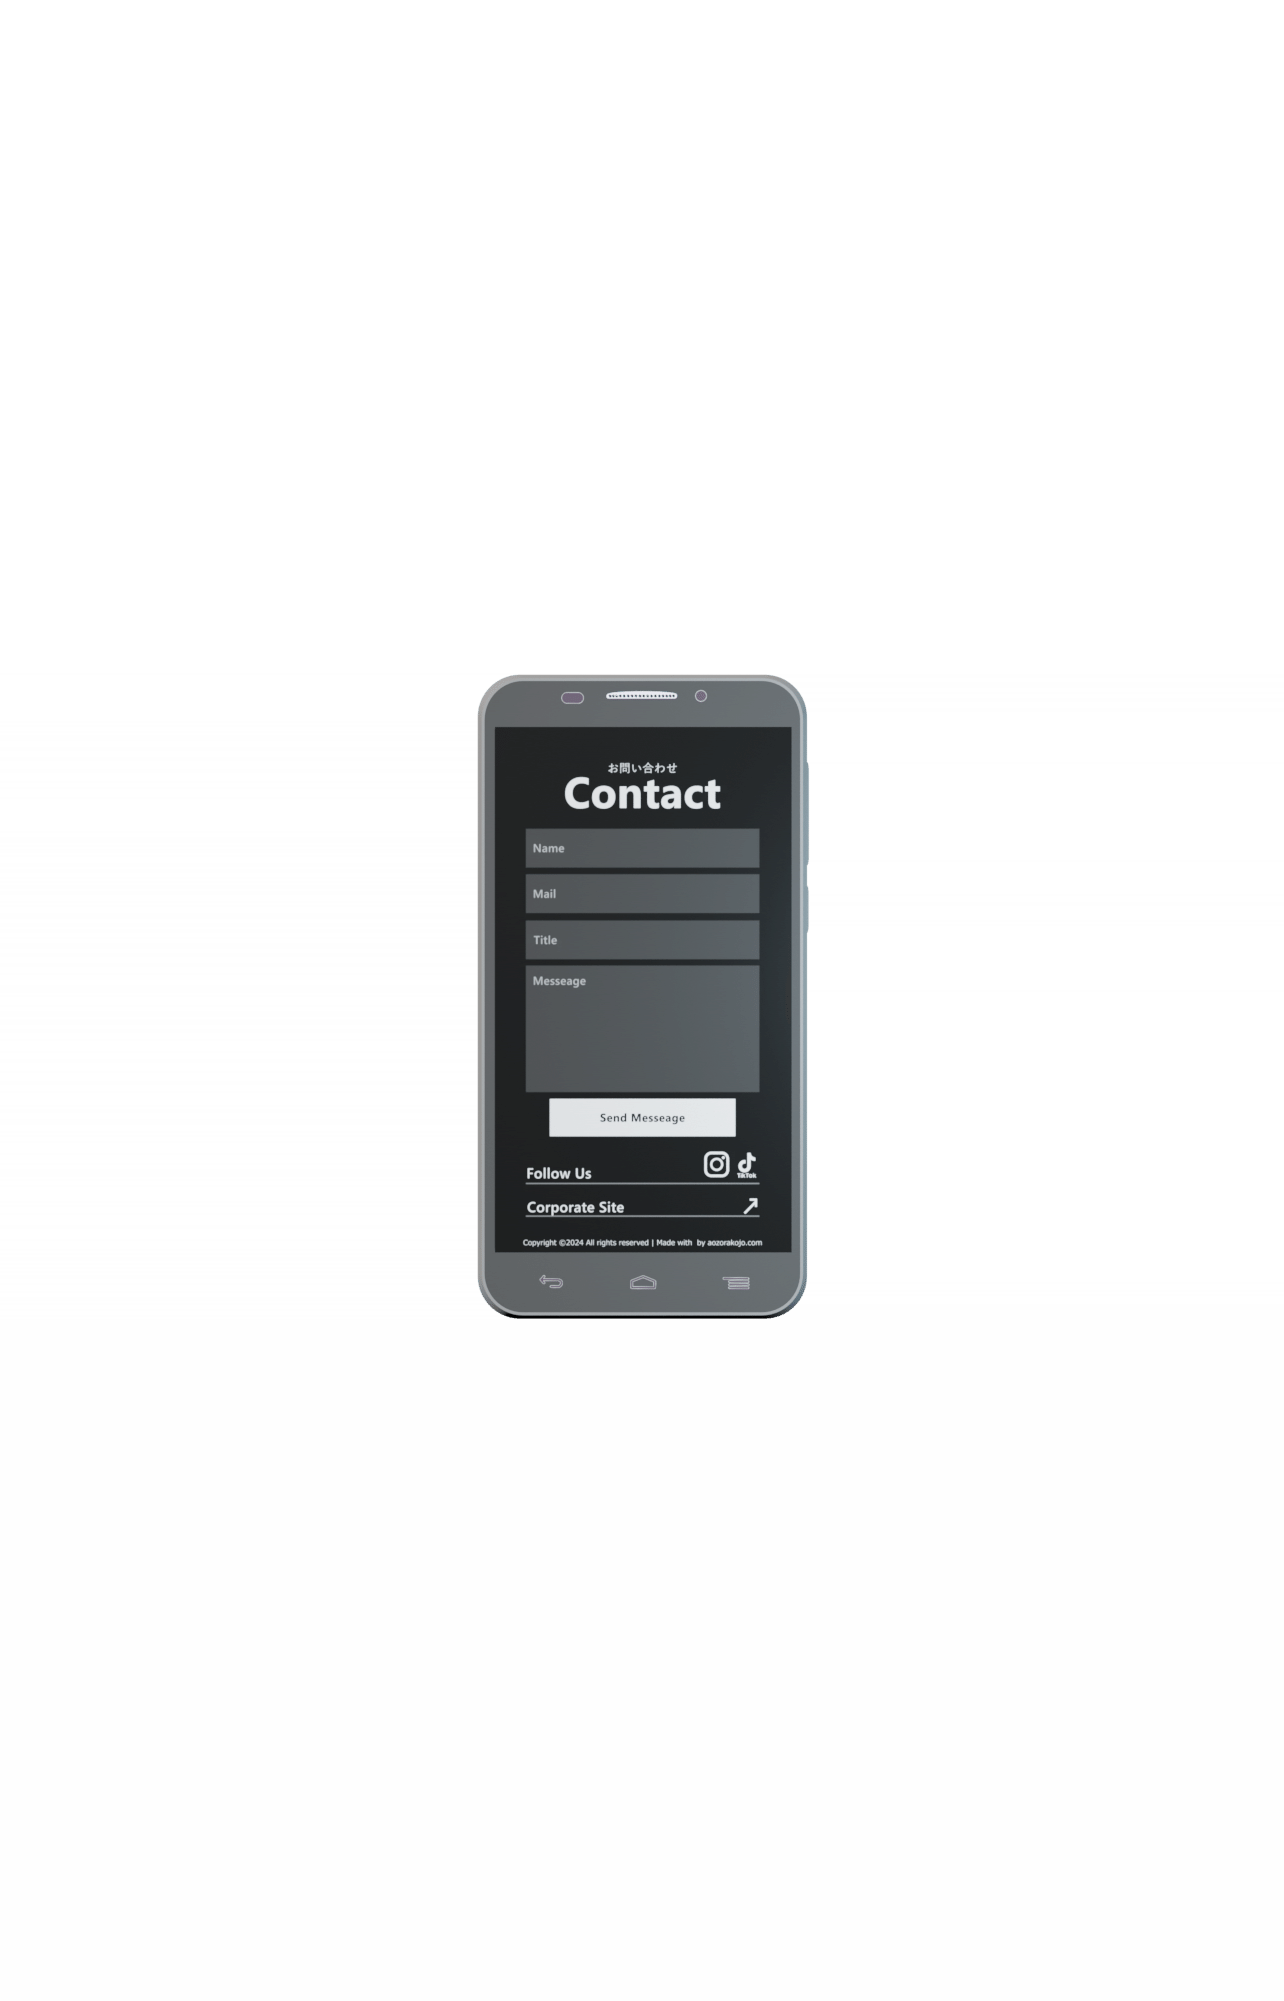 お問い合わせ
Contact
Name
Mail
Title
Messeage
Send Messeage
TikTok
Follow Us
Corporate Site
Copyright ©2024 All rights reserved | Made with by aozorakojo.com